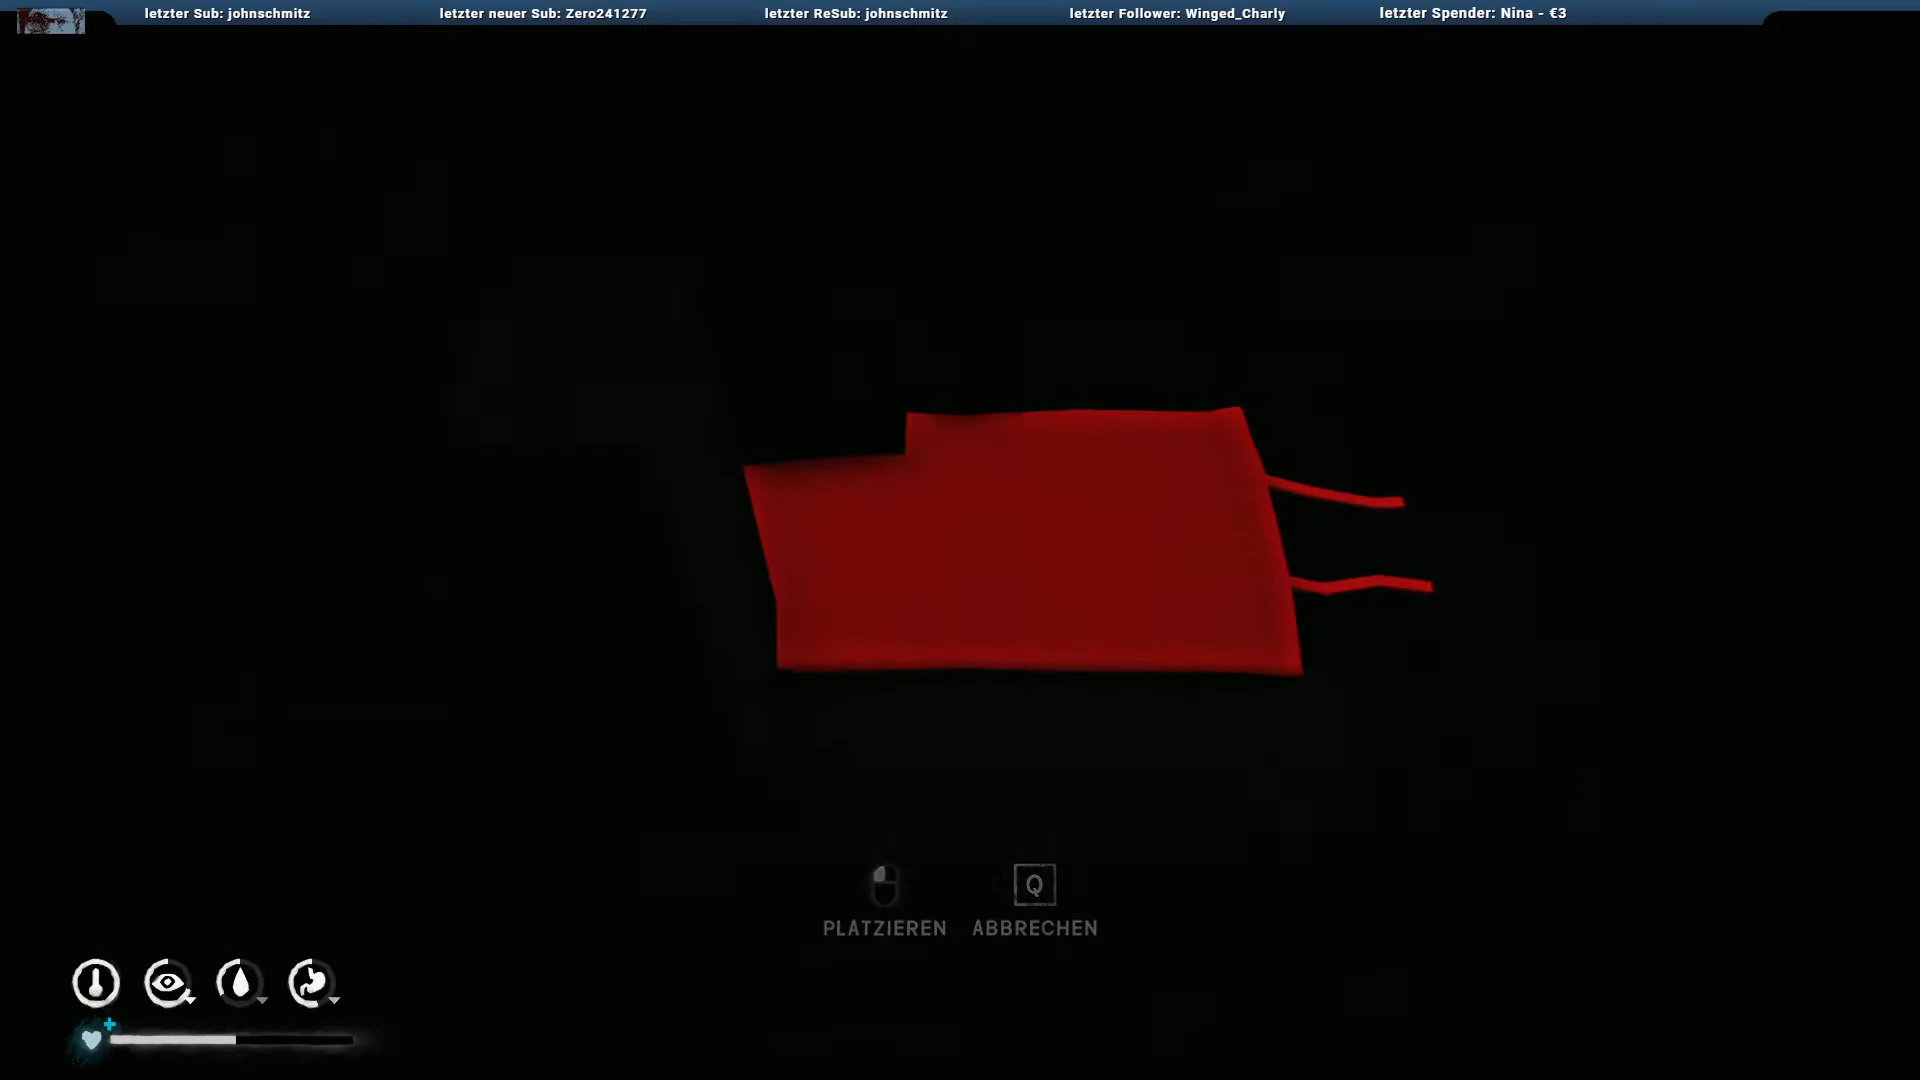 letzter Sub: johnschmitz
letzter neuer Sub: Zero241277
letzter ReSub: johnschmitz
letzter Follower: Winged_Charly
letzter Spender: Nina - €3
Q
PLATZIEREN
ABBRECHEN